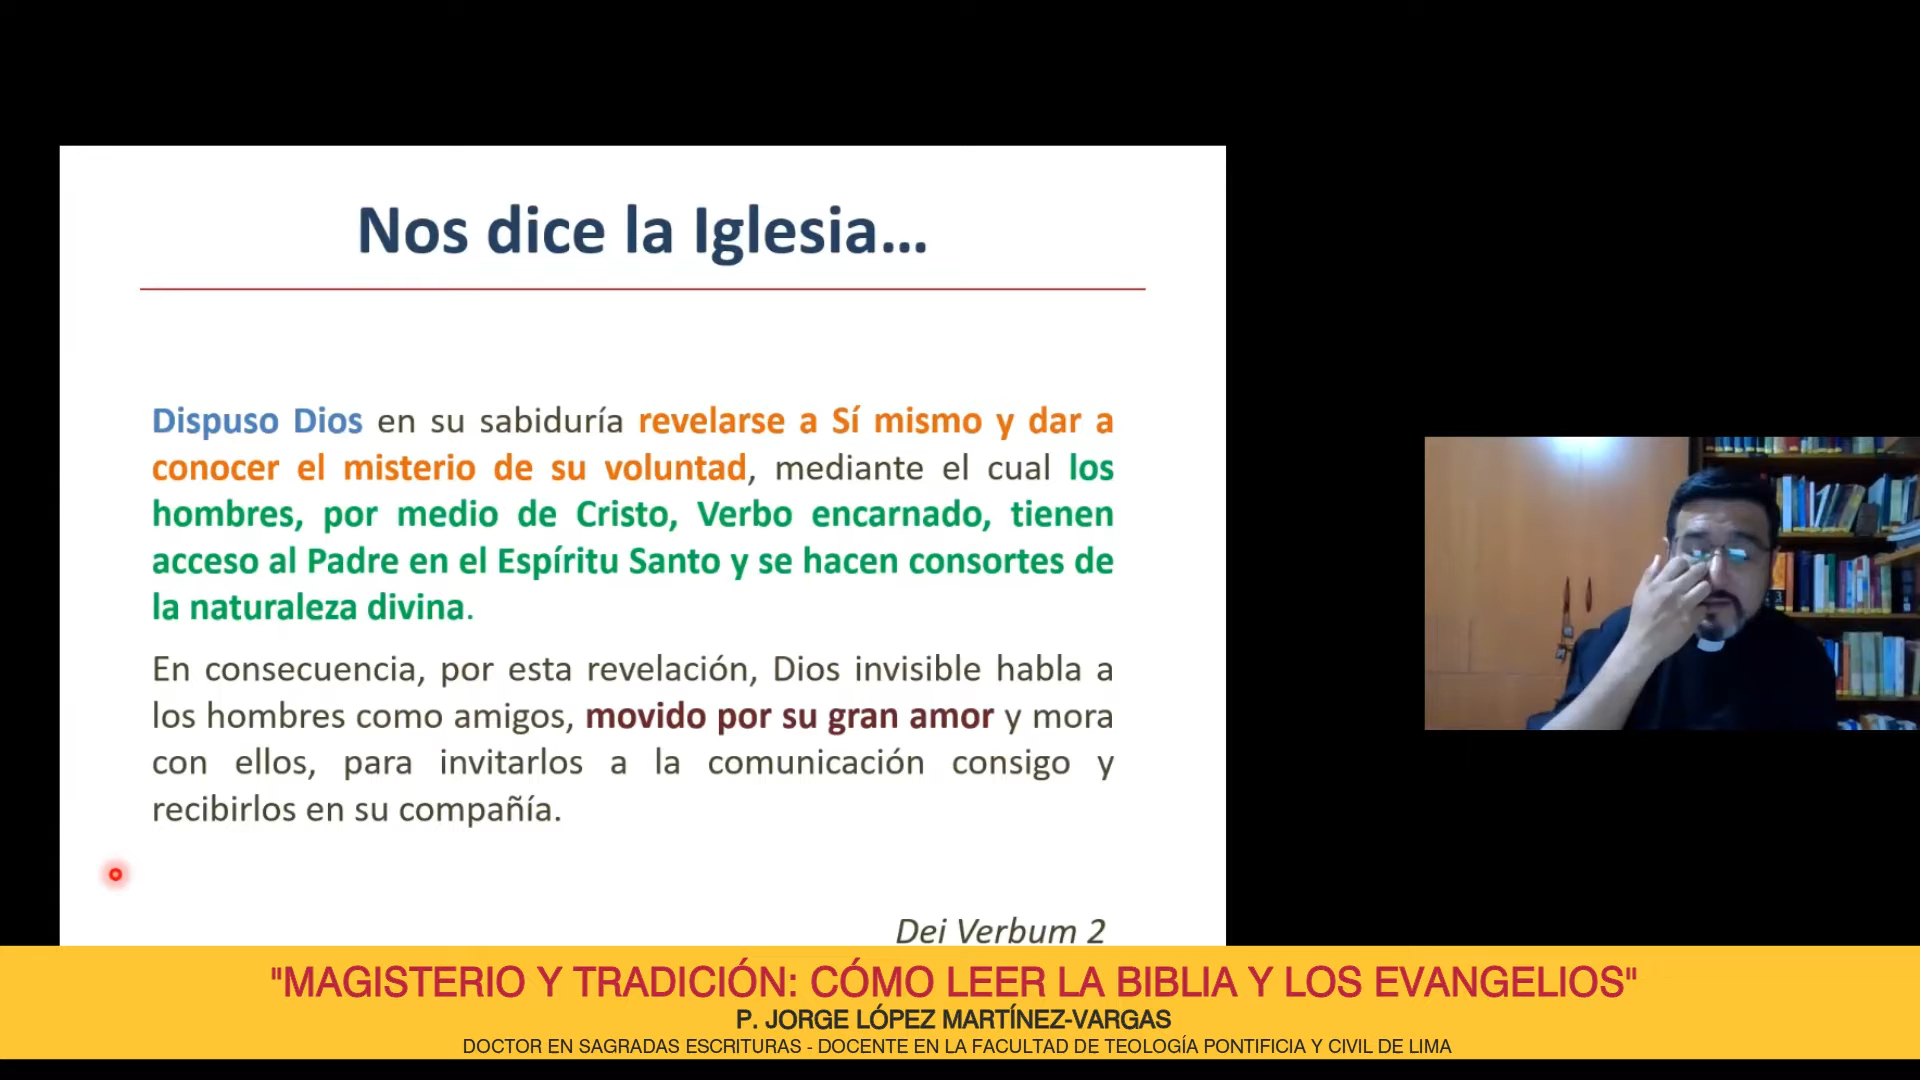 Nos dice la Iglesia...
Dispuso Dios en su sabiduría revelarse a Sí mismo y dar a
conocer el misterio de su voluntad, mediante el cual los
hombres, por medio de Cristo, Verbo encarnado, tienen
acceso al Padre en el Espíritu Santo y se hacen consortes de
la naturaleza divina.
En consecuencia, por esta revelación, Dios invisible habla a
los hombres como amigos, movido por su gran amor y mora
con ellos, para invitarlos a la comunicación consigo y
recibirlos en su compañía.
Dei Verbum 2
"MAGISTERIO Y TRADICIÓN: CÓMO LEER LA BIBLIA Y LOS EVANGELIOS"
P. JORGE LÓPEZ MARTÍNEZ-VARGAS
DOCTOR EN SAGRADAS ESCRITURAS - DOCENTE EN LA FACULTAD DE TEOLOGÍA PONTIFICIA Y CIVIL DE LIMA